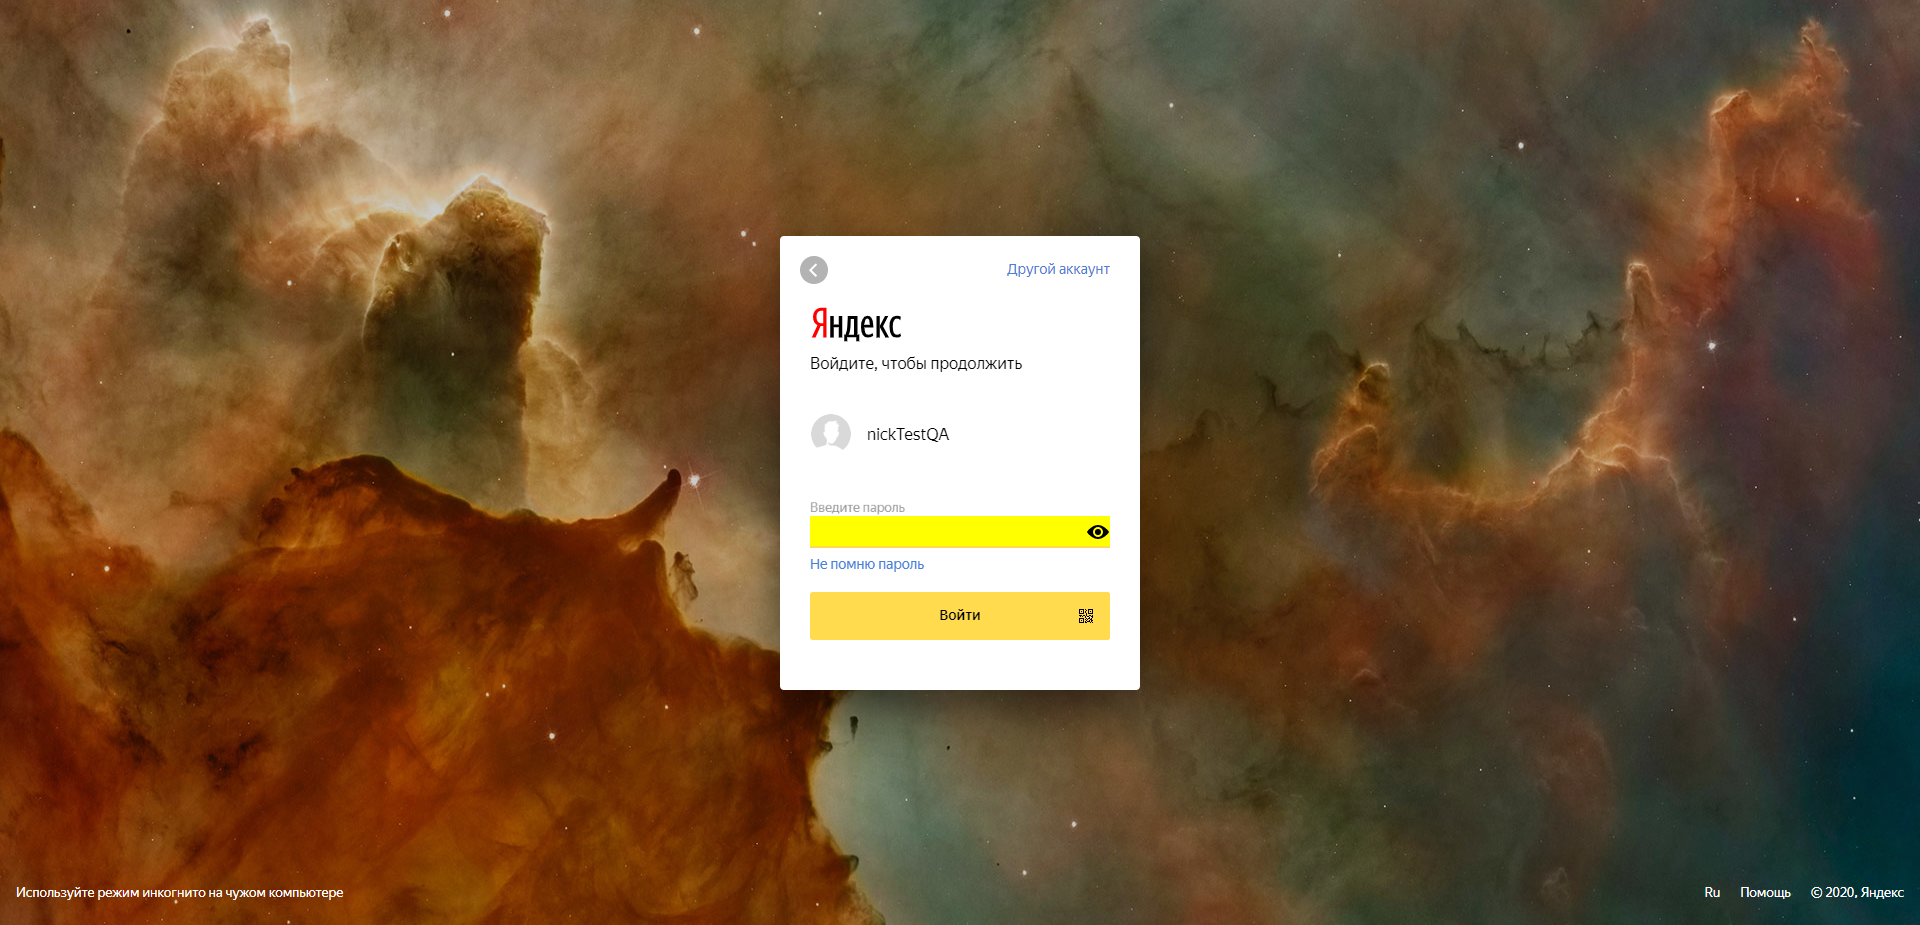 Другой аккаунт
Яндекс
Войдите, чтобы продолжить
nickTestQA
Введите пароль
Не помню пароль
Войти
Используйте режим инкогнито на чужом компьютере
Ru Помощь © 2020, Яндекс